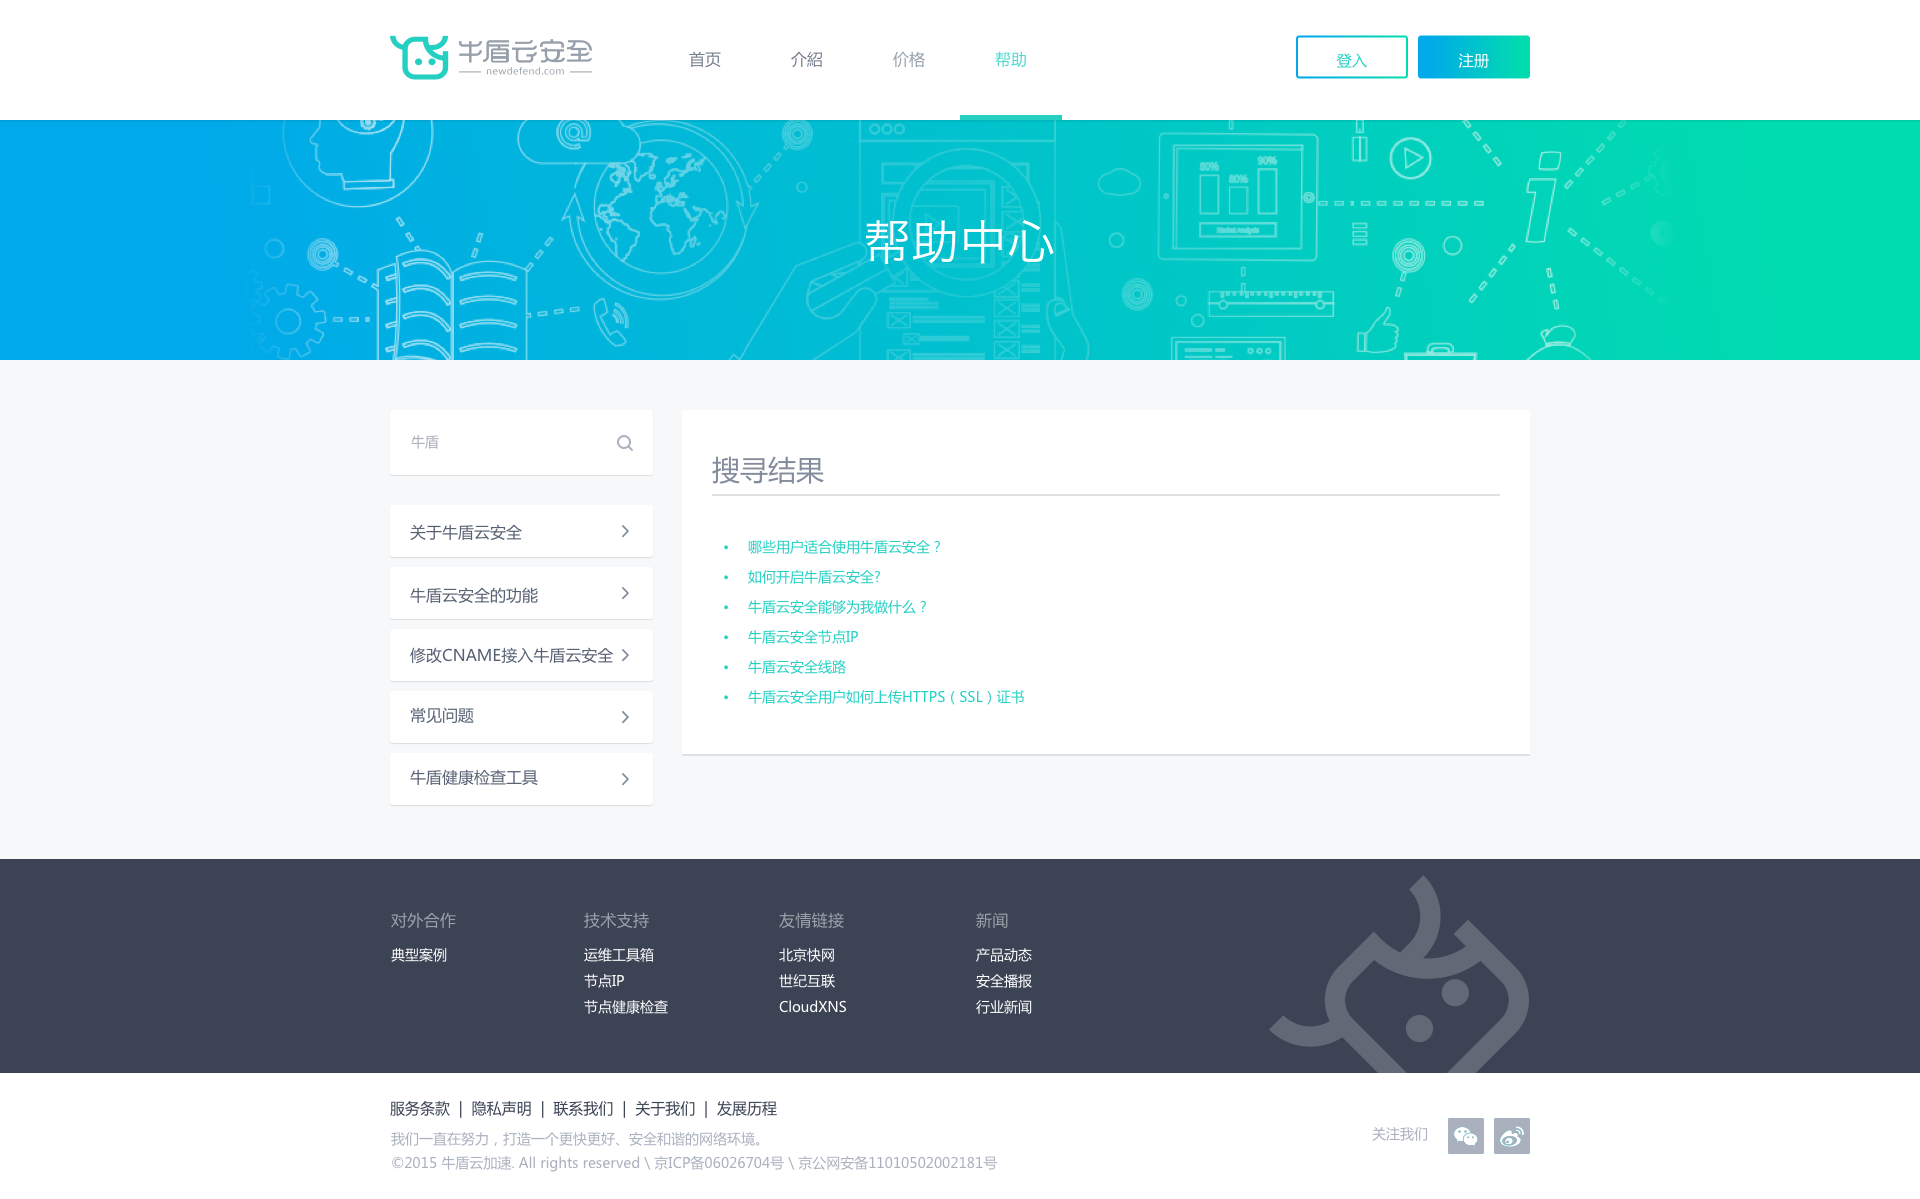 牛盾云安全
newdefend.com
首页
介紹
价格
帮助
登入
注册
80%
80%
90%
Market Analysis
帮助中心
牛盾
关于牛盾云安全
牛盾云安全的功能
修改CNAME接入牛盾云安全
常见问题
牛盾健康检查工具
搜寻结果
• 哪些用户适合使用牛盾云安全？
• 如何开启牛盾云安全?
• 牛盾云安全能够为我做什么？
• 牛盾云安全节点IP
• 牛盾云安全线路
• 牛盾云安全用户如何上传HTTPS（SSL）证书
对外合作
典型案例
技术支持
运维工具箱
节点IP
节点健康检查
友情链接
北京快网
世纪互联
CloudXNS
新闻
产品动态
安全播报
行业新闻
服务条款 | 隐私声明 | 联系我们 | 关于我们 | 发展历程
我们一直在努力，打造一个更快更好、安全和谐的网络环境。
©2015 牛盾云加速. All rights reserved \ 京ICP备06026704号 \ 京公网安备11010502002181号
关注我们